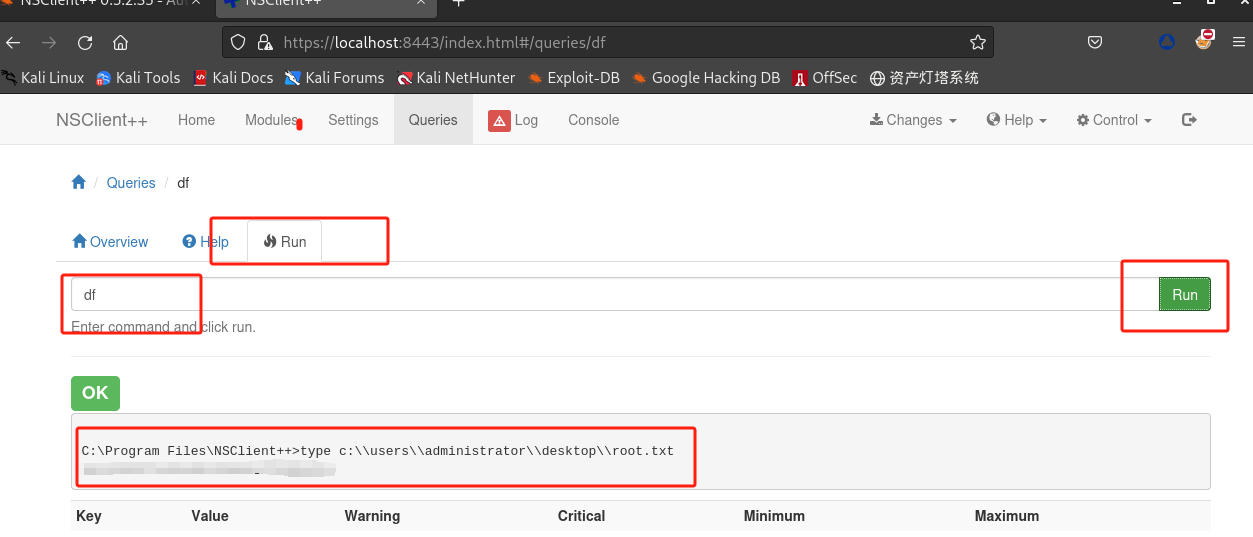 NSClient++ 0.5.2.35 - Aut
NSClient++
https://localhost:8443/index.html#/queries/df
Kali Linux Kali Tools Kali Docs Kali Forums Kali NetHunter Exploit-DB Google Hacking DB OffSec 资产灯塔系统
NSClient++ Home Modules Settings Queries Log Console Changes Help Control
/ Queries / df
Overview Help Run
df Run
Enter command and click run.
OK
C:\Program Files\NSClient++>type c:\\users\\administrator\\desktop\\root.txt
Key Value Warning Critical Minimum Maximum